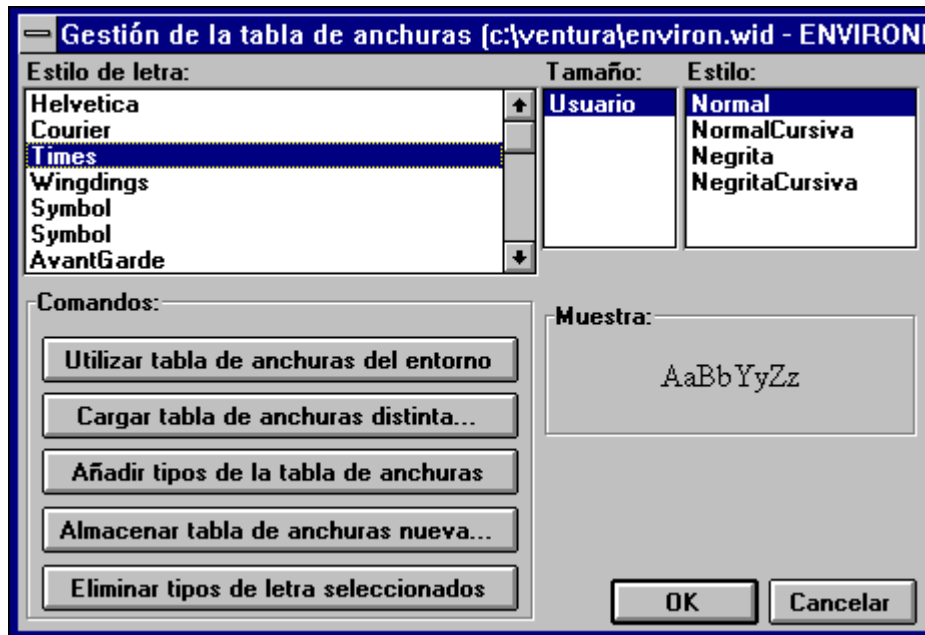 Gestión de la tabla de anchuras (c:\ventura\environ.wid - ENVIRON
Estilo de letra:
Helvetica
Courier
Times
Wingdings
Symbol
Symbol
AvantGarde
Tamaño:
Usuario
Estilo:
Normal
NormalCursiva
Negrita
NegritaCursiva
Comandos:
Utilizar tabla de anchuras del entorno
Cargar tabla de anchuras distinta...
Añadir tipos de la tabla de anchuras
Almacenar tabla de anchuras nueva...
Eliminar tipos de letra seleccionados
Muestra:
AaBbYyZz
OK
Cancelar